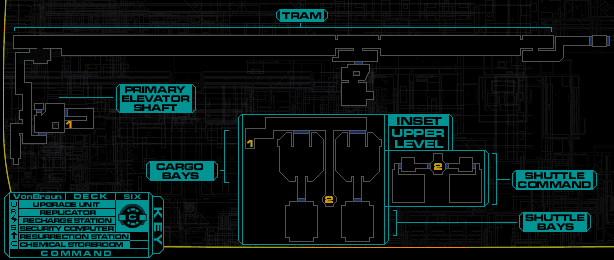 TRAM
PRIMARY
ELEVATOR
SHAFT
1
INSET
UPPER
LEVEL
1
CARGO
BAYS
2
2
SHUTTLE
COMMAND
SHUTTLE
BAYS
VonBraun DECK SIX
UPGRADE UNIT
REPLICATOR
RECHARGE STATION
SECURITY COMPUTER
RESURRECTION STATION
CHEMICAL STOREROOM
KEY
COMMAND